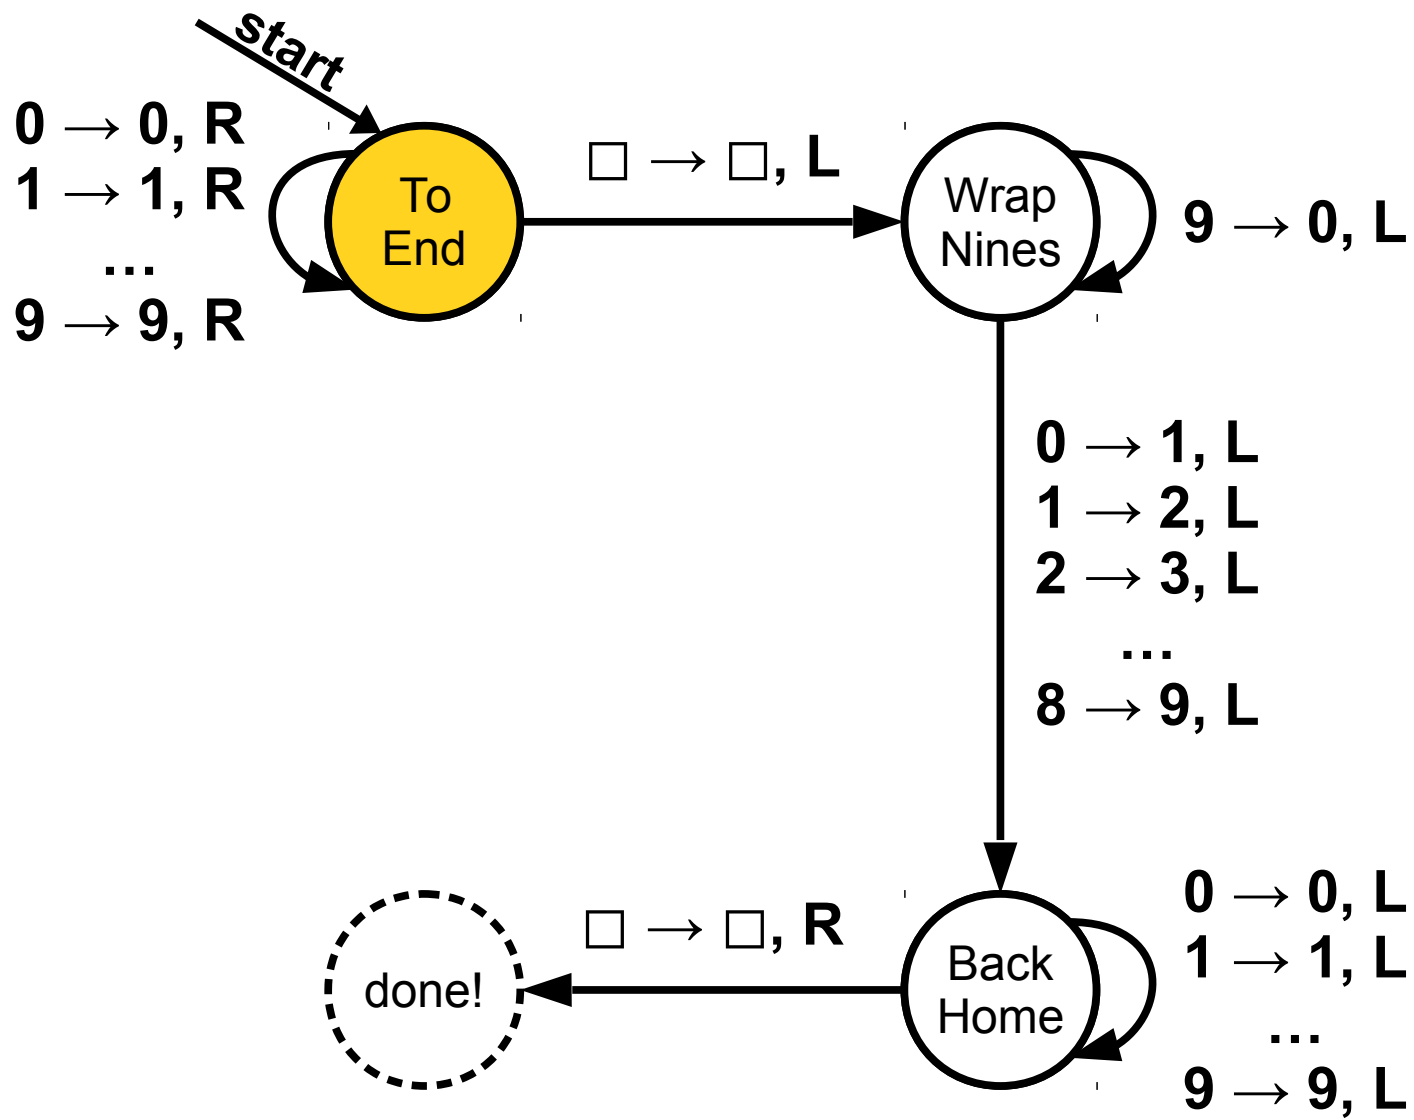 start
0 → 0, R
1 → 1, R
...
9 → 9, R
To
End
□ → □, L
Wrap
Nines
9 → 0, L
0 → 1, L
1 → 2, L
2 → 3, L
...
8 → 9, L
Back
Home
0 → 0, L
1 → 1, L
...
9 → 9, L
□ → □, R
done!